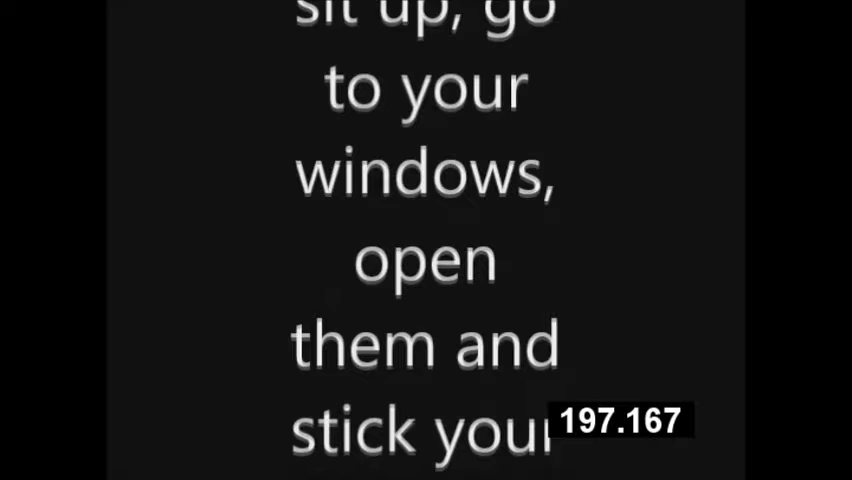 sit up, go
to your
windows,
open
them and
stick your
197.167